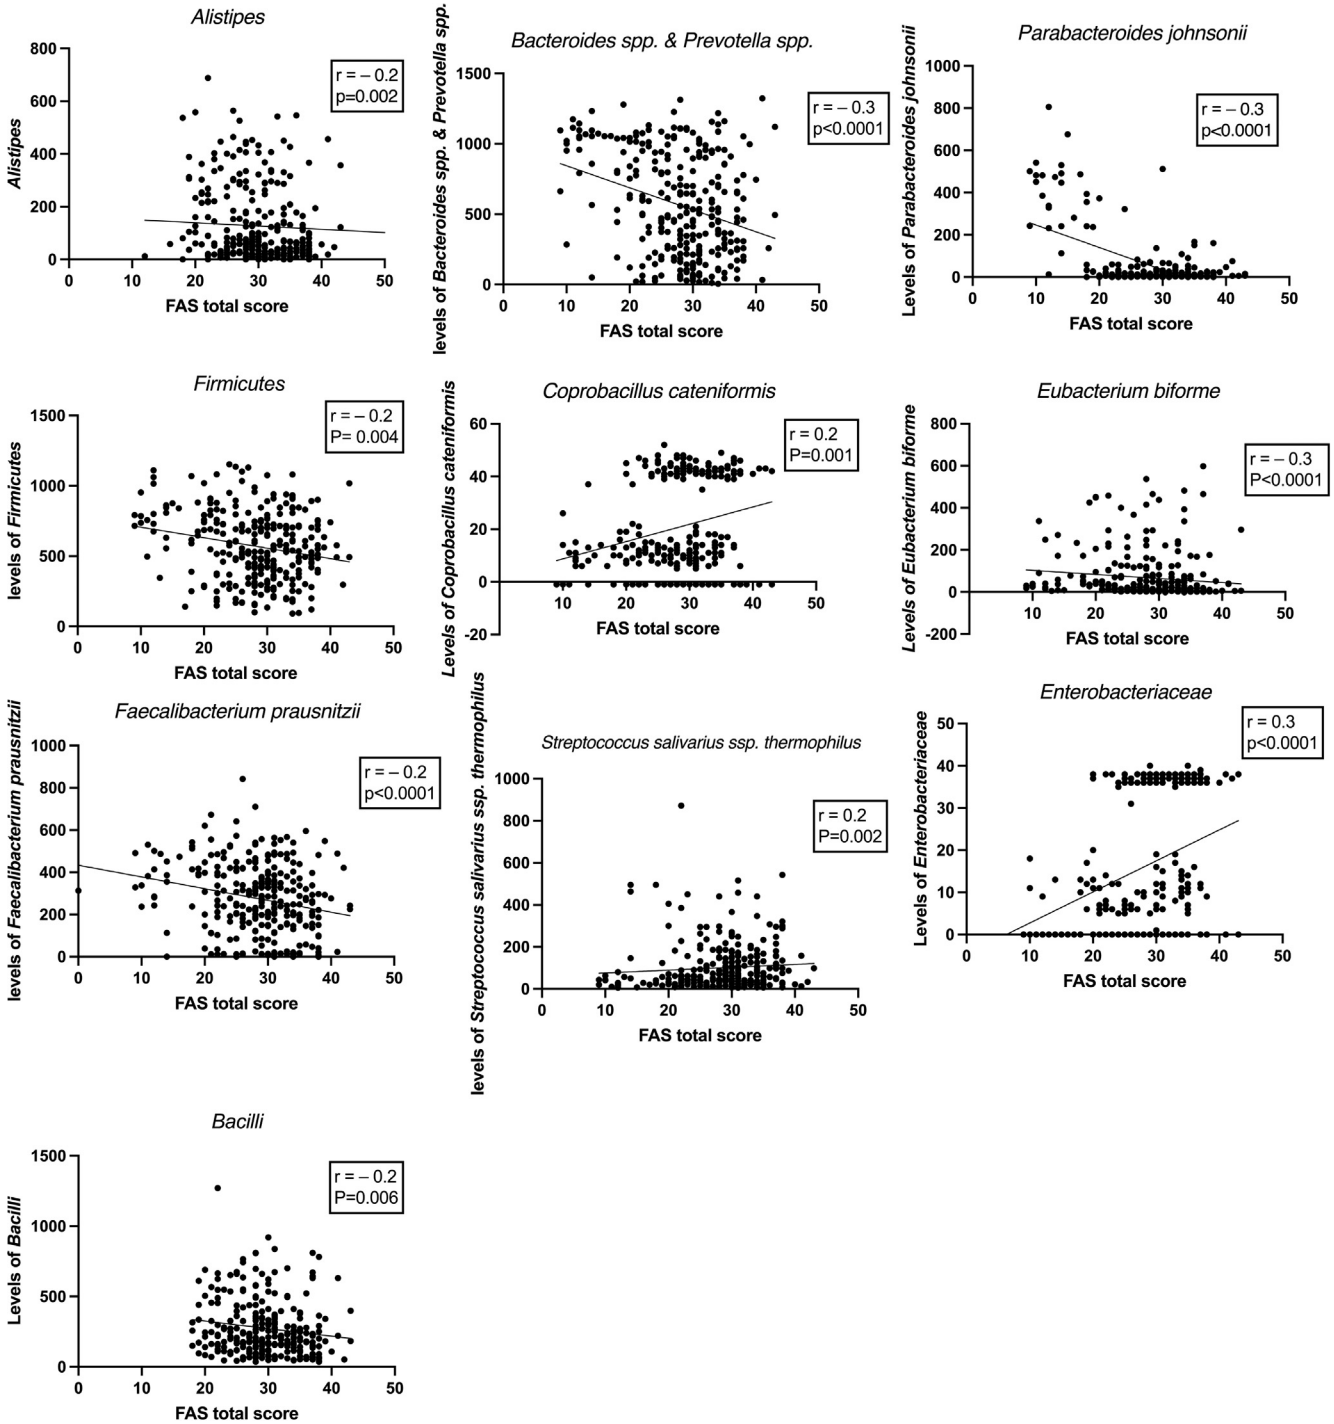 Alistipes
r = – 0.2
p=0.002
Alistipes
800
600
400
200
0
0 10 20 30 40 50
FAS total score
Bacteroides spp. & Prevotella spp.
r = – 0.3
p<0.0001
levels of Bacteroides spp. & Prevotella spp.
1500
1000
500
0
0 10 20 30 40 50
FAS total score
Parabacteroides johnsonii
r = – 0.3
p<0.0001
Levels of Parabacteroides johnsonii
1000
800
600
400
200
0
0 10 20 30 40 50
FAS total score
Firmicutes
r = – 0.2
P= 0.004
levels of Firmicutes
1500
1000
500
0
0 10 20 30 40 50
FAS total score
Coprobacillus cateniformis
r = 0.2
P=0.001
Levels of Coprobacillus cateniformis
60
40
20
0
-20
10 20 30 40 50
FAS total score
Eubacterium biforme
r = – 0.3
P<0.0001
Levels of Eubacterium biforme
800
600
400
200
0
-200
10 20 30 40 50
FAS total score
Faecalibacterium prausnitzii
r = – 0.2
p<0.0001
levels of Faecalibacterium prausnitzii
1000
800
600
400
200
0
0 10 20 30 40 50
FAS total score
Streptococcus salivarius ssp. thermophilus
r = 0.2
P=0.002
levels of Streptococcus salivarius ssp. thermophilus
1000
800
600
400
200
0
0 10 20 30 40 50
FAS total score
Enterobacteriaceae
r = 0.3
p<0.0001
Levels of Enterobacteriaceae
50
40
30
20
10
0
0 10 20 30 40 50
FAS total score
Bacilli
r = – 0.2
P=0.006
Levels of Bacilli
1500
1000
500
0
0 10 20 30 40 50
FAS total score